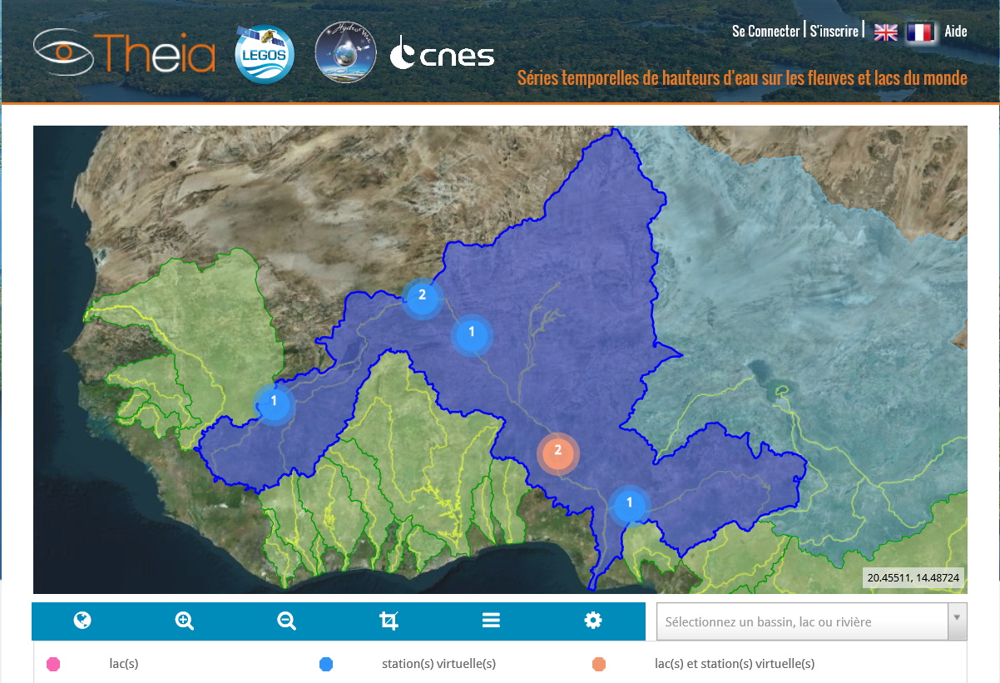 Se Connecter | S'inscrire | Aide
Theia
LEGOS
HydroWeb
cnes
Séries temporelles de hauteurs d'eau sur les fleuves et lacs du monde
2
1
1
2
1
20.45511, 14.48724
Sélectionnez un bassin, lac ou rivière
lac(s)
station(s) virtuelle(s)
lac(s) et station(s) virtuelle(s)